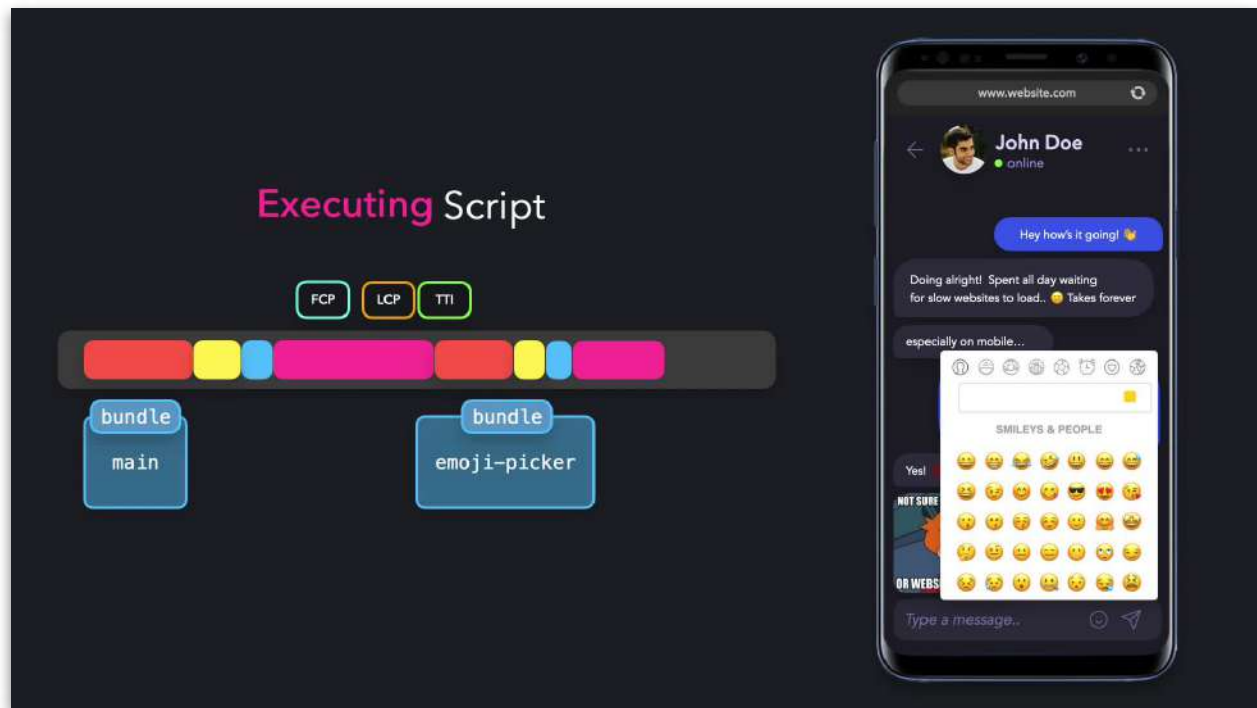 Executing Script
FCP LCP TTI
bundle
main
bundle
emoji-picker
www.website.com
John Doe
online
Hey how's it going! 👋
Doing alright! Spent all day waiting
for slow websites to load.. 😑 Takes forever
especially on mobile...
SMILEYS & PEOPLE
Yes!
NOT SURE
OR WEBS
Type a message..